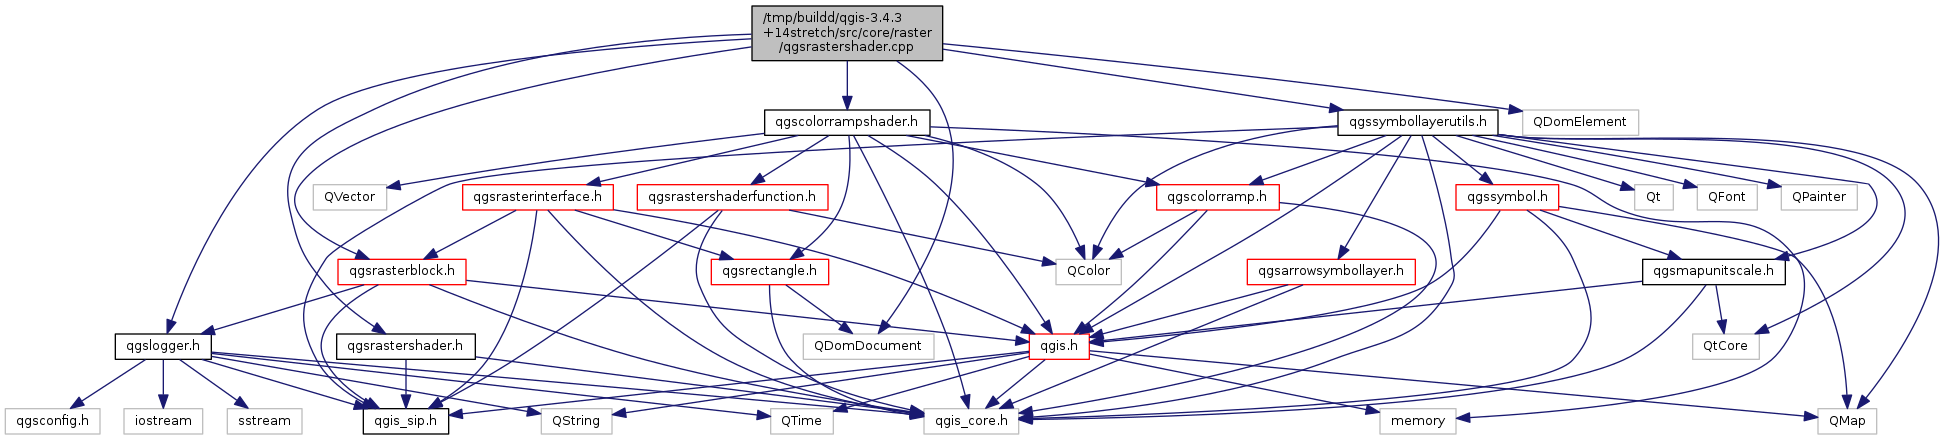 /tmp/buildd/qgis-3.4.3
+14stretch/src/core/raster
/qgsrastershader.cpp
qgscolorrampshader.h
qgssymbollayerutils.h
QDomElement
QVector
qgsrasterinterface.h
qgsrastershaderfunction.h
qgscolorramp.h
qgssymbol.h
Qt
QFont
QPainter
qgsrasterblock.h
qgsrectangle.h
QColor
qgsarrowsymbollayer.h
qgsmapunitscale.h
qgslogger.h
qgsrastershader.h
QDomDocument
qgis.h
QtCore
qgsconfig.h
iostream
sstream
qgis_sip.h
QString
QTime
qgis_core.h
memory
QMap